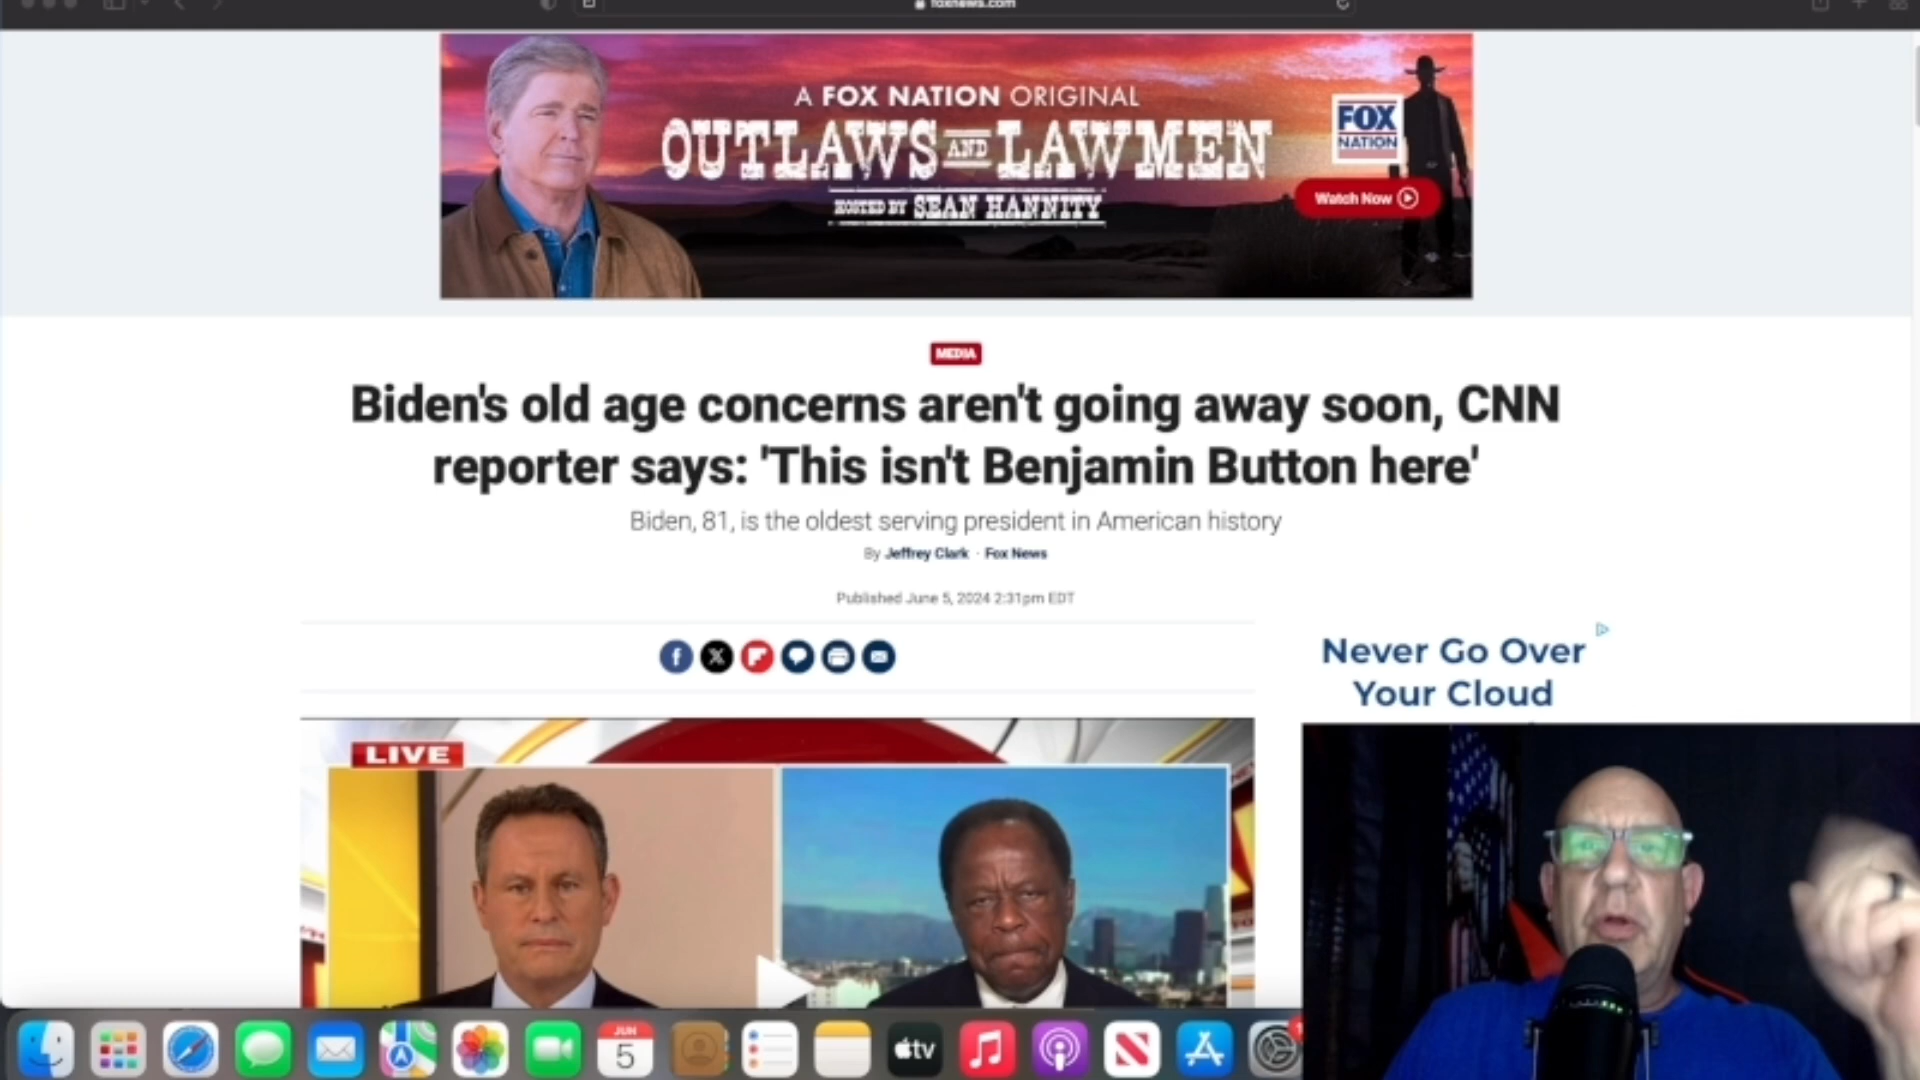 foxnews.com
A FOX NATION ORIGINAL
OUTLAWS AND LAWMEN
HOSTED BY SEAN HANNITY
FOX
NATION
Watch Now
MEDIA
Biden's old age concerns aren't going away soon, CNN
reporter says: 'This isn't Benjamin Button here'
Biden, 81, is the oldest serving president in American history
By Jeffrey Clark · Fox News
Published June 5, 2024 2:31pm EDT
Never Go Over
Your Cloud
LIVE
JUN
5
tv